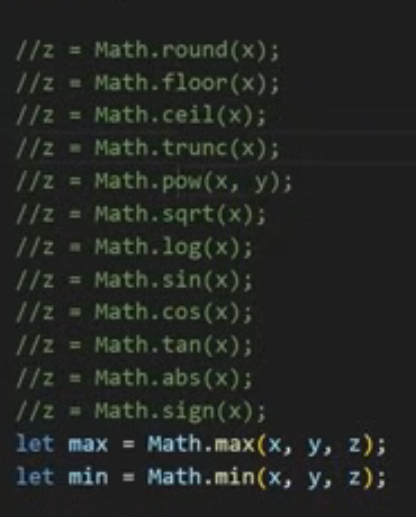 //z = Math.round(x);
//z = Math.floor(x);
//z = Math.ceil(x);
//z = Math.trunc(x);
//z = Math.pow(x, y);
//z = Math.sqrt(x);
//z = Math.log(x);
//z = Math.sin(x);
//z = Math.cos(x);
//z = Math.tan(x);
//z = Math.abs(x);
//z = Math.sign(x);
let max = Math.max(x, y, z);
let min = Math.min(x, y, z);